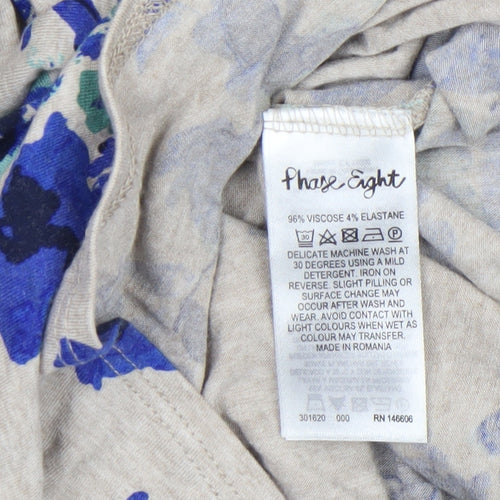 Phase Eight
96% VISCOSE 4% ELASTANE
30 P
DELICATE MACHINE WASH AT
30 DEGREES USING A MILD
DETERGENT. IRON ON
REVERSE. SLIGHT PILLING OR
SURFACE CHANGE MAY
OCCUR AFTER WASH AND
WEAR. AVOID CONTACT WITH
LIGHT COLOURS WHEN WET AS
COLOUR MAY TRANSFER.
MADE IN ROMANIA
301620 000 RN 146606